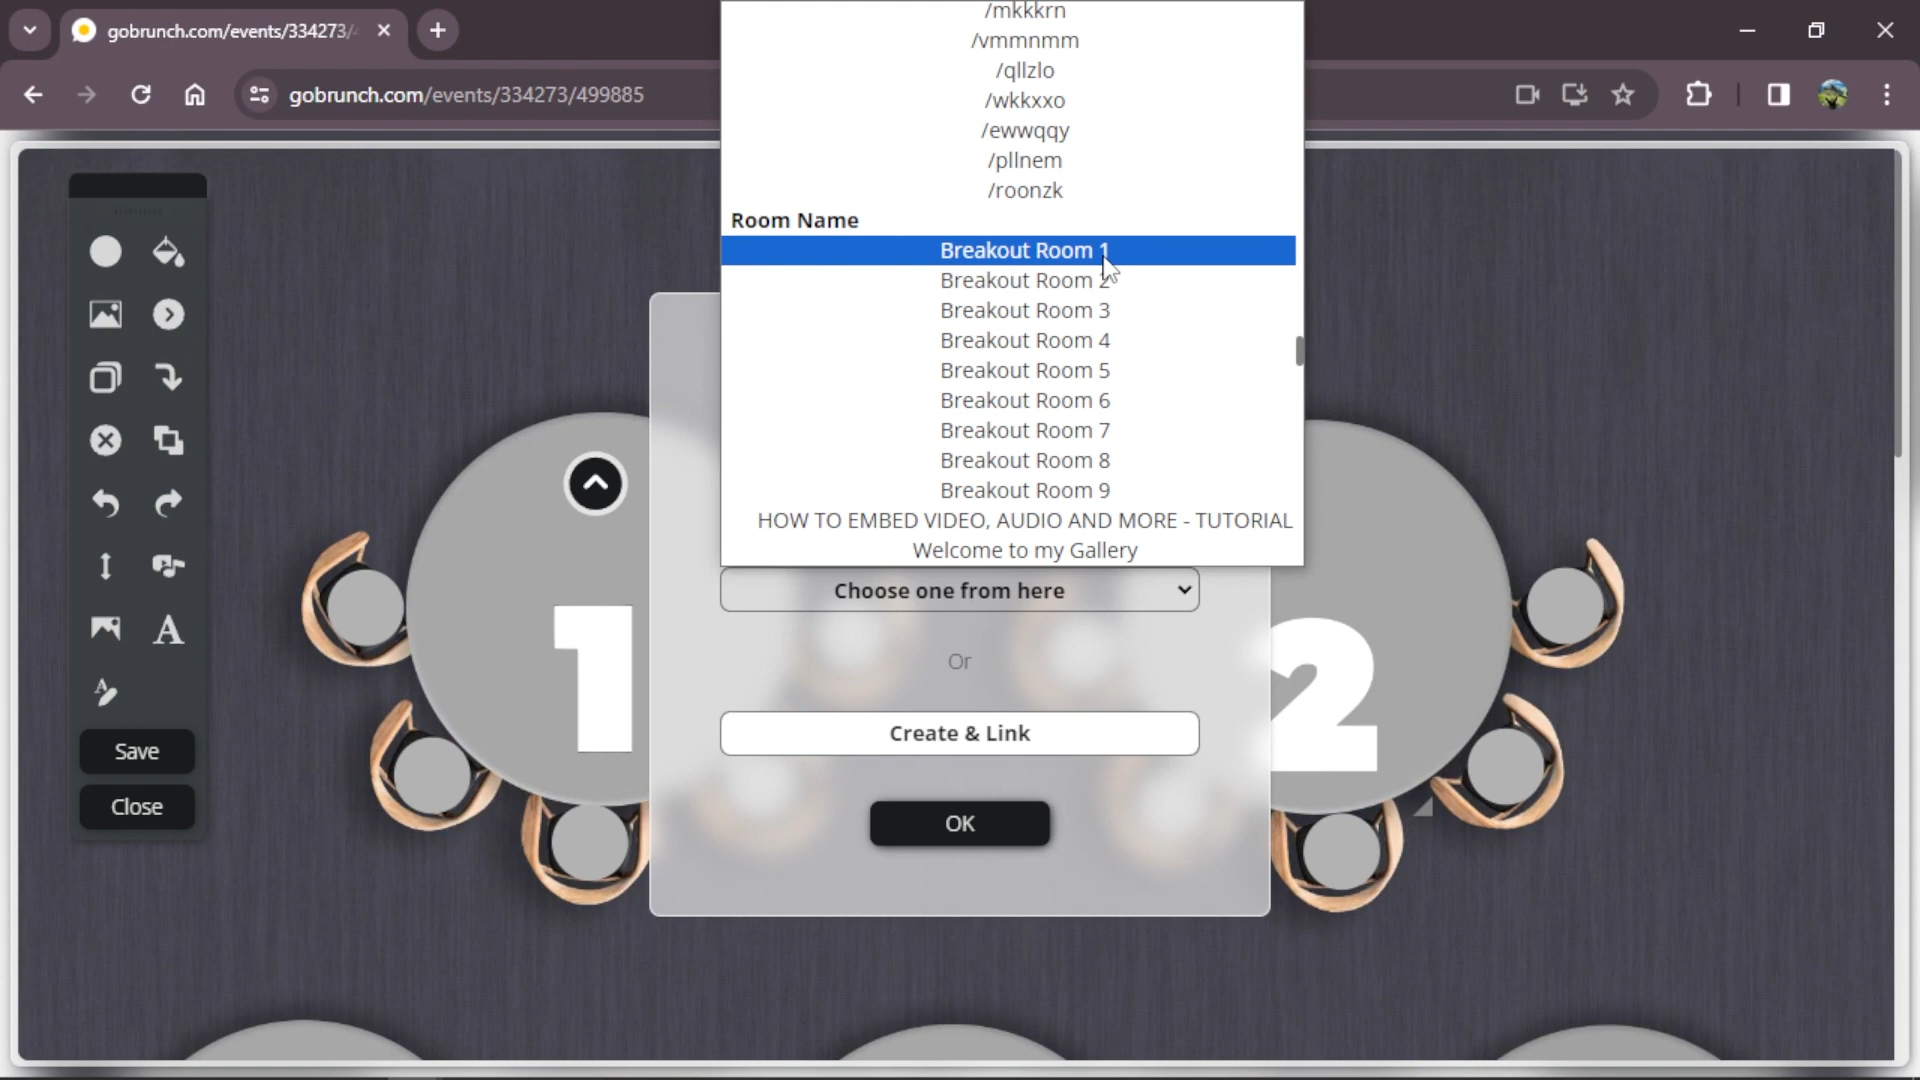 gobrunch.com/events/334273/
gobrunch.com/events/334273/499885
/mkkkrn
/vmmnmm
/qllzlo
/wkkxxo
/ewwqqy
/pllnem
/roonzk
Room Name
Breakout Room 1
Breakout Room 2
Breakout Room 3
Breakout Room 4
Breakout Room 5
Breakout Room 6
Breakout Room 7
Breakout Room 8
Breakout Room 9
HOW TO EMBED VIDEO, AUDIO AND MORE - TUTORIAL
Welcome to my Gallery
Choose one from here
Or
Create & Link
OK
1
2
A
Save
Close